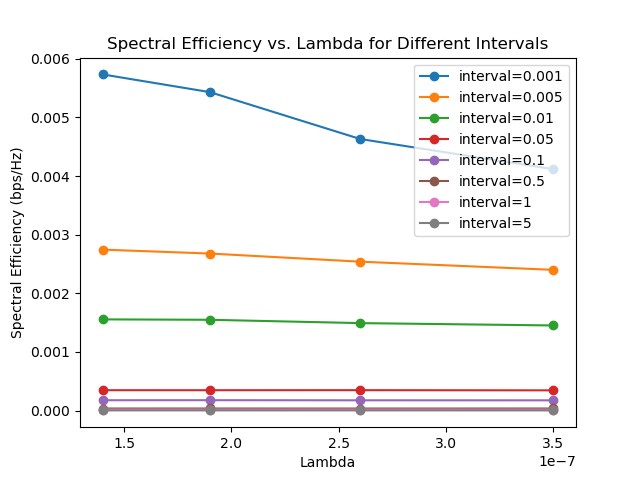 Spectral Efficiency vs. Lambda for Different Intervals
Spectral Efficiency (bps/Hz)
0.006
0.005
0.004
0.003
0.002
0.001
0.000
interval=0.001
interval=0.005
interval=0.01
interval=0.05
interval=0.1
interval=0.5
interval=1
interval=5
1.5 2.0 2.5 3.0 3.5
1e−7
Lambda